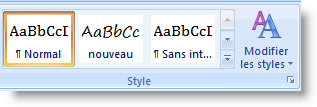 AaBbCcI AaBbCc AaBbCcI
¶ Normal nouveau ¶ Sans int...
Modifier
les styles
Style